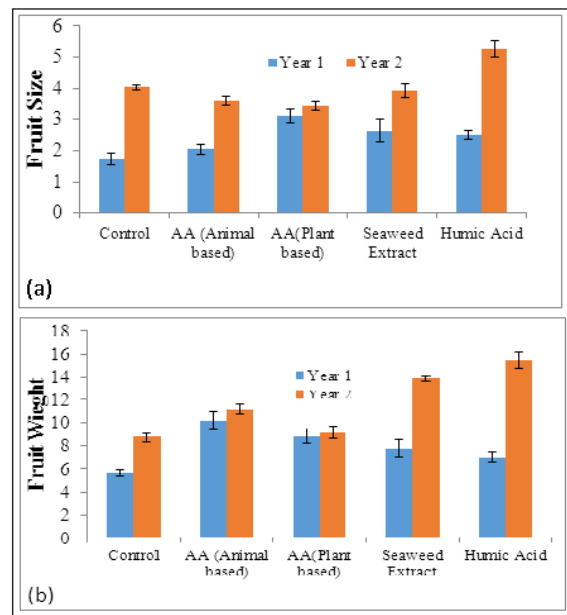 (a)
Fruit Size
6
5
4
3
2
1
0
Year 1 Year 2
Control AA (Animal based) AA(Plant based) Seaweed Extract Humic Acid
(b)
Fruit Wieght
18
16
14
12
10
8
6
4
2
0
Year 1
Year 2
Control AA (Animal based) AA(Plant based) Seaweed Extract Humic Acid